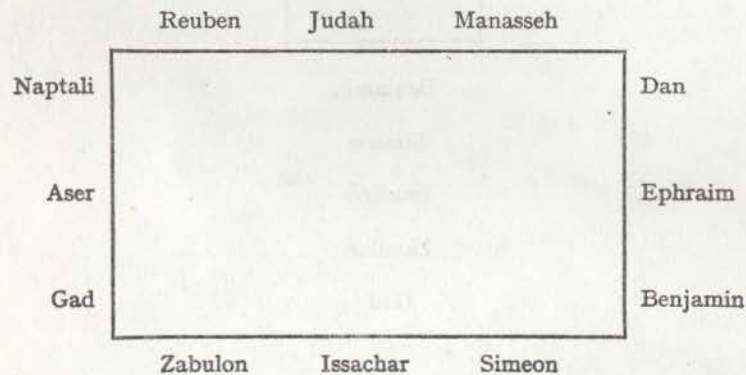 Reuben Judah Manasseh
Naptali Dan
Aser Ephraim
Gad Benjamin
Zabulon Issachar Simeon